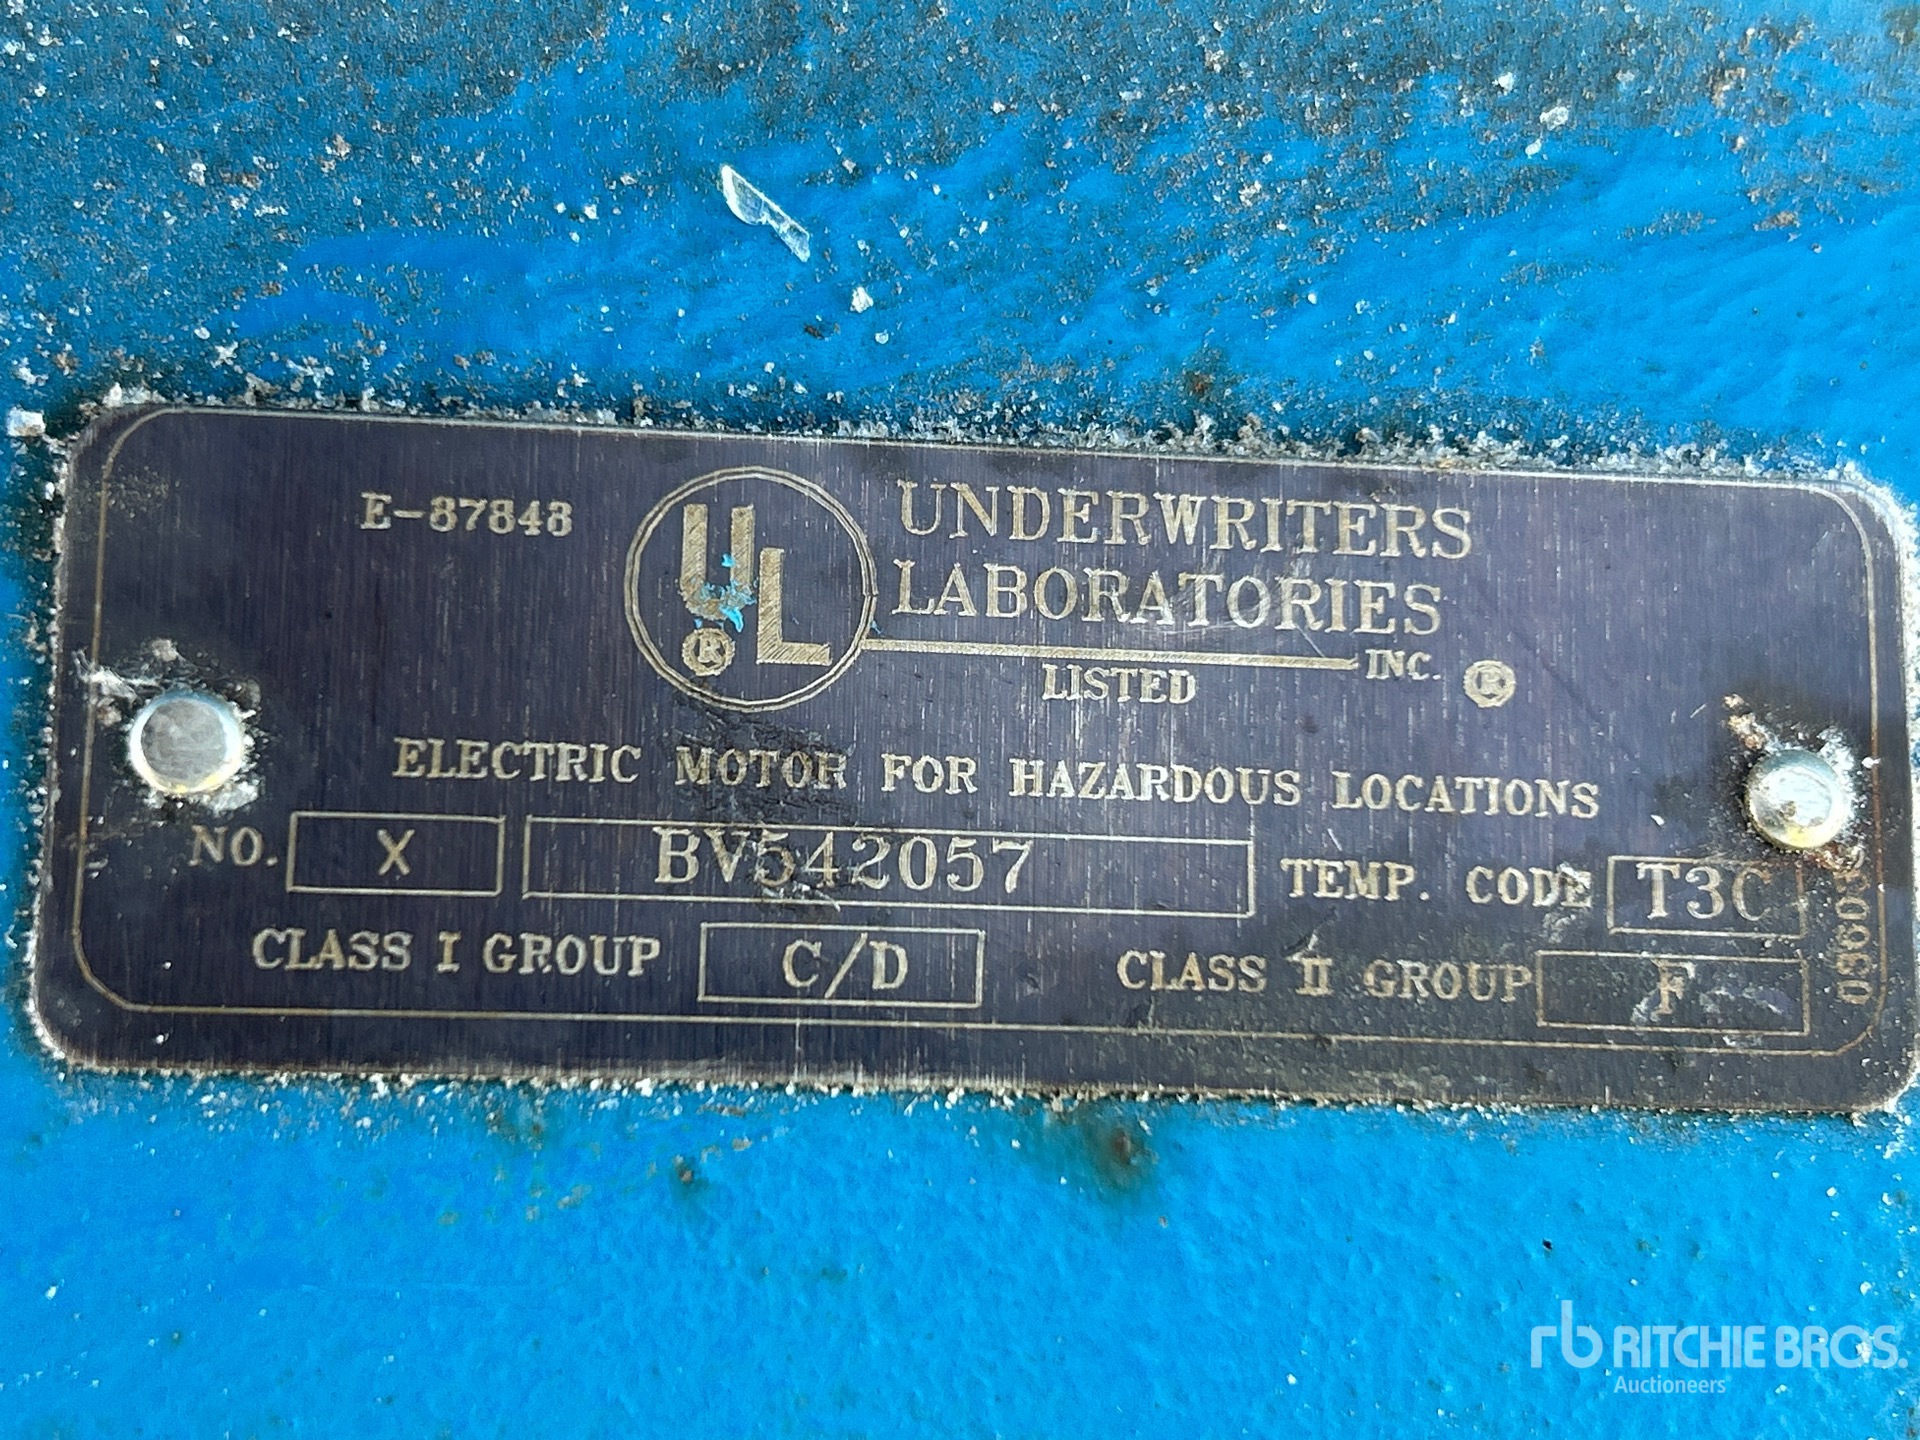 E-87848
UL
®
UNDERWRITERS
LABORATORIES
INC. ®
LISTED
ELECTRIC MOTOR FOR HAZARDOUS LOCATIONS
NO. X BV542057 TEMP. CODE T3C
CLASS I GROUP C/D CLASS II GROUP F
rb RITCHIE BROS.
Auctioneers